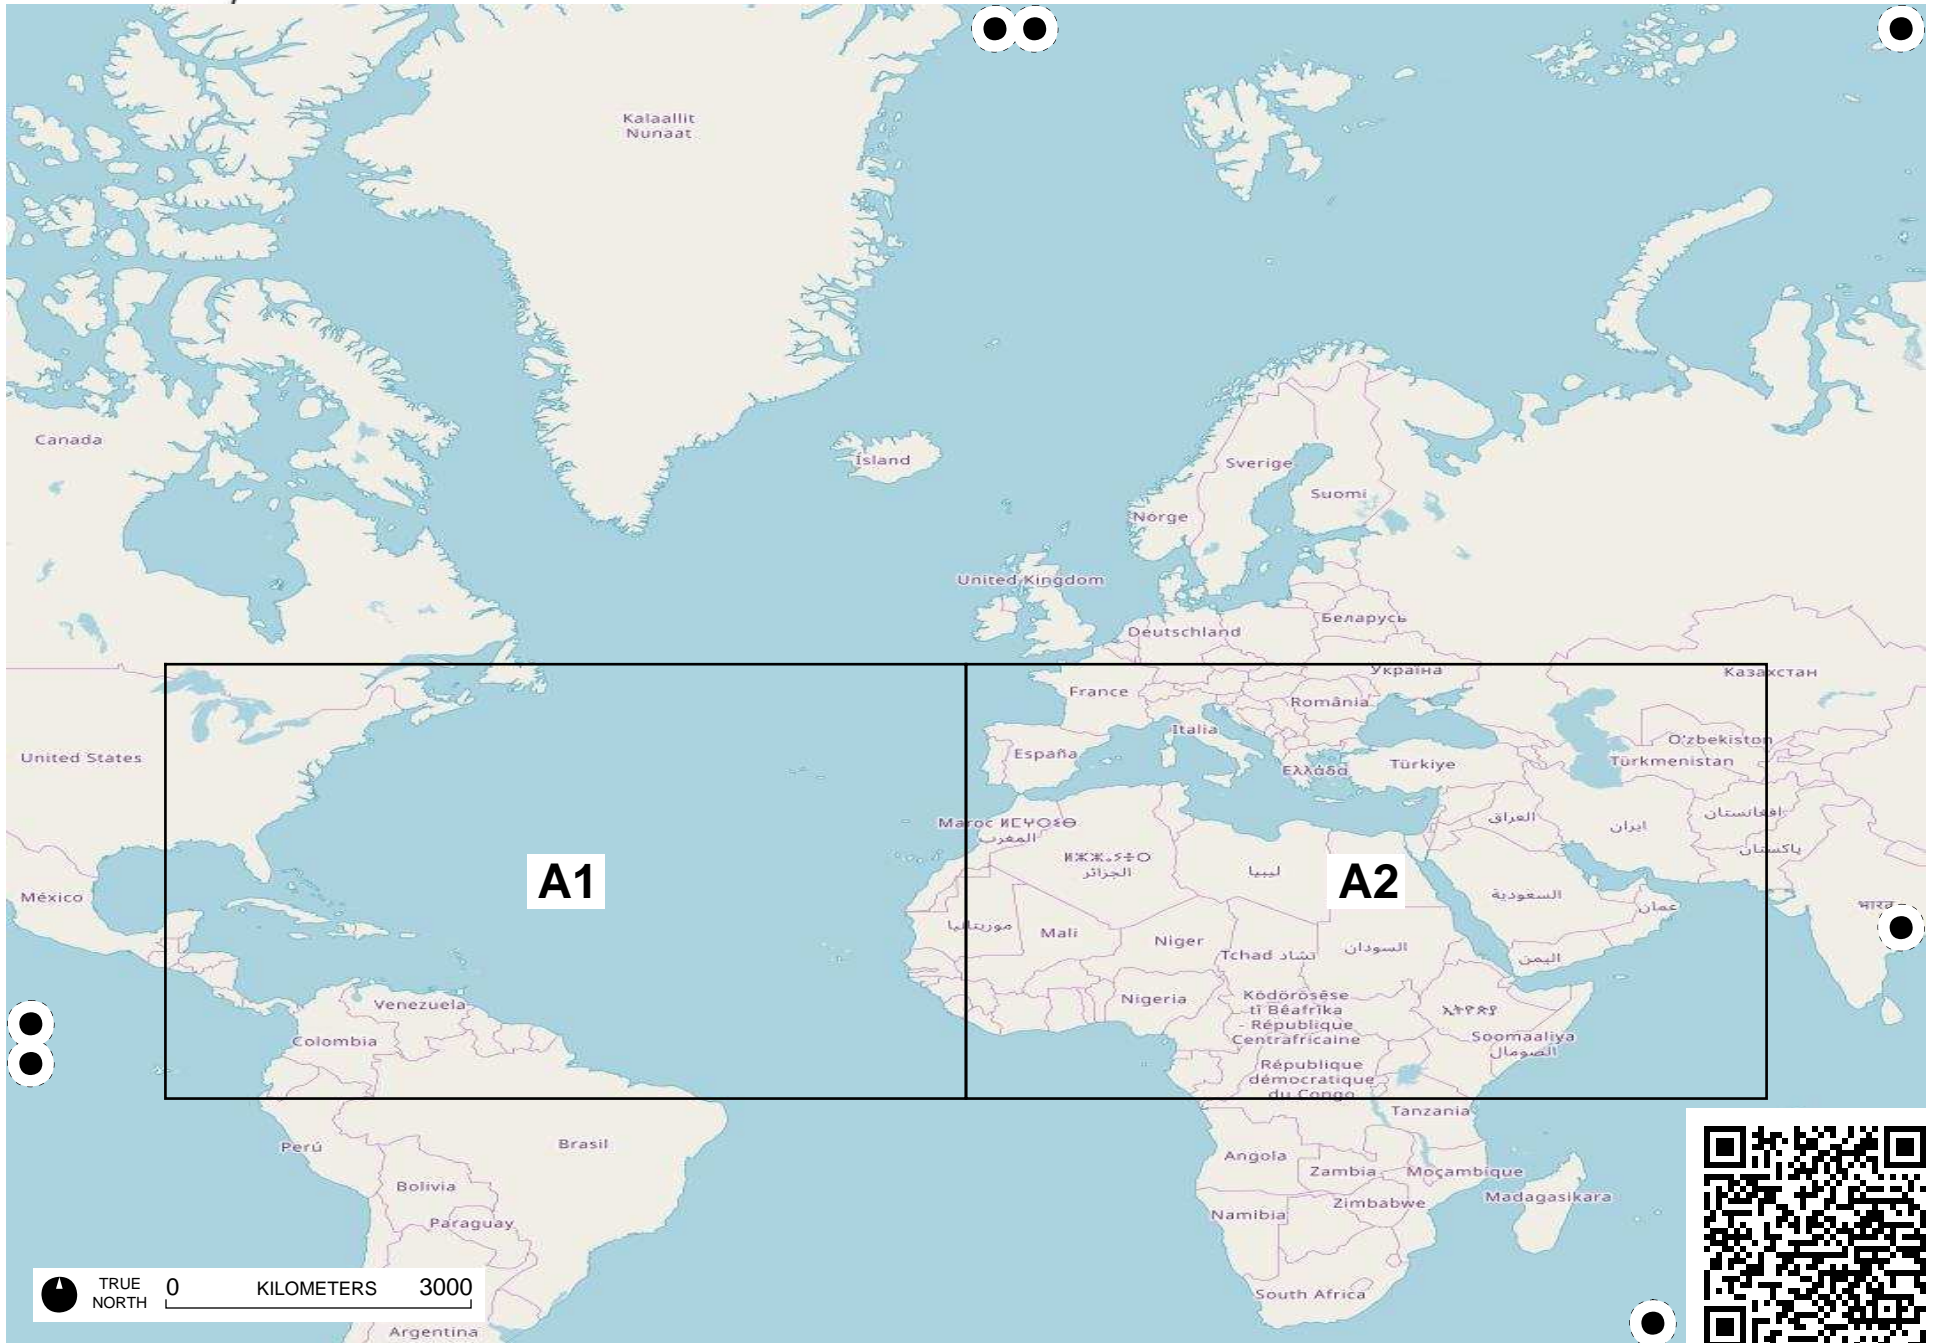 Kalaallit
Nunaat
Canada
Ísland
Sverige
Suomi
Norge
United Kingdom
Беларусь
Deutschland
Україна
Казахстан
France
România
Italia
O'zbekiston
España
United States
Türkmenistan
Türkiye
Ελλάδα
افغانستان
العراق
Maroc ⵍⵎⵖⵔⵉⴱ
ایران
المغرب
پاکستان
ⵍⵣⵣⴰⵢⴻⵔ
الجزائر
ليبيا
A1
A2
México
السعودية
भारत
عمان
موريتانيا
Mali
Niger
السودان
Tchad تشاد
اليمن
Nigeria
Ködörösêse
tî Bêafrîka
- République
Centrafricaine
ኢትዮጵያ
Venezuela
Colombia
Soomaaliya
الصومال
République
démocratique
du Congo
Tanzania
Perú
Brasil
Angola
Zambia
Moçambique
Bolivia
Madagasikara
Zimbabwe
Namibia
Paraguay
TRUE
NORTH
0 KILOMETERS 3000
South Africa
Argentina